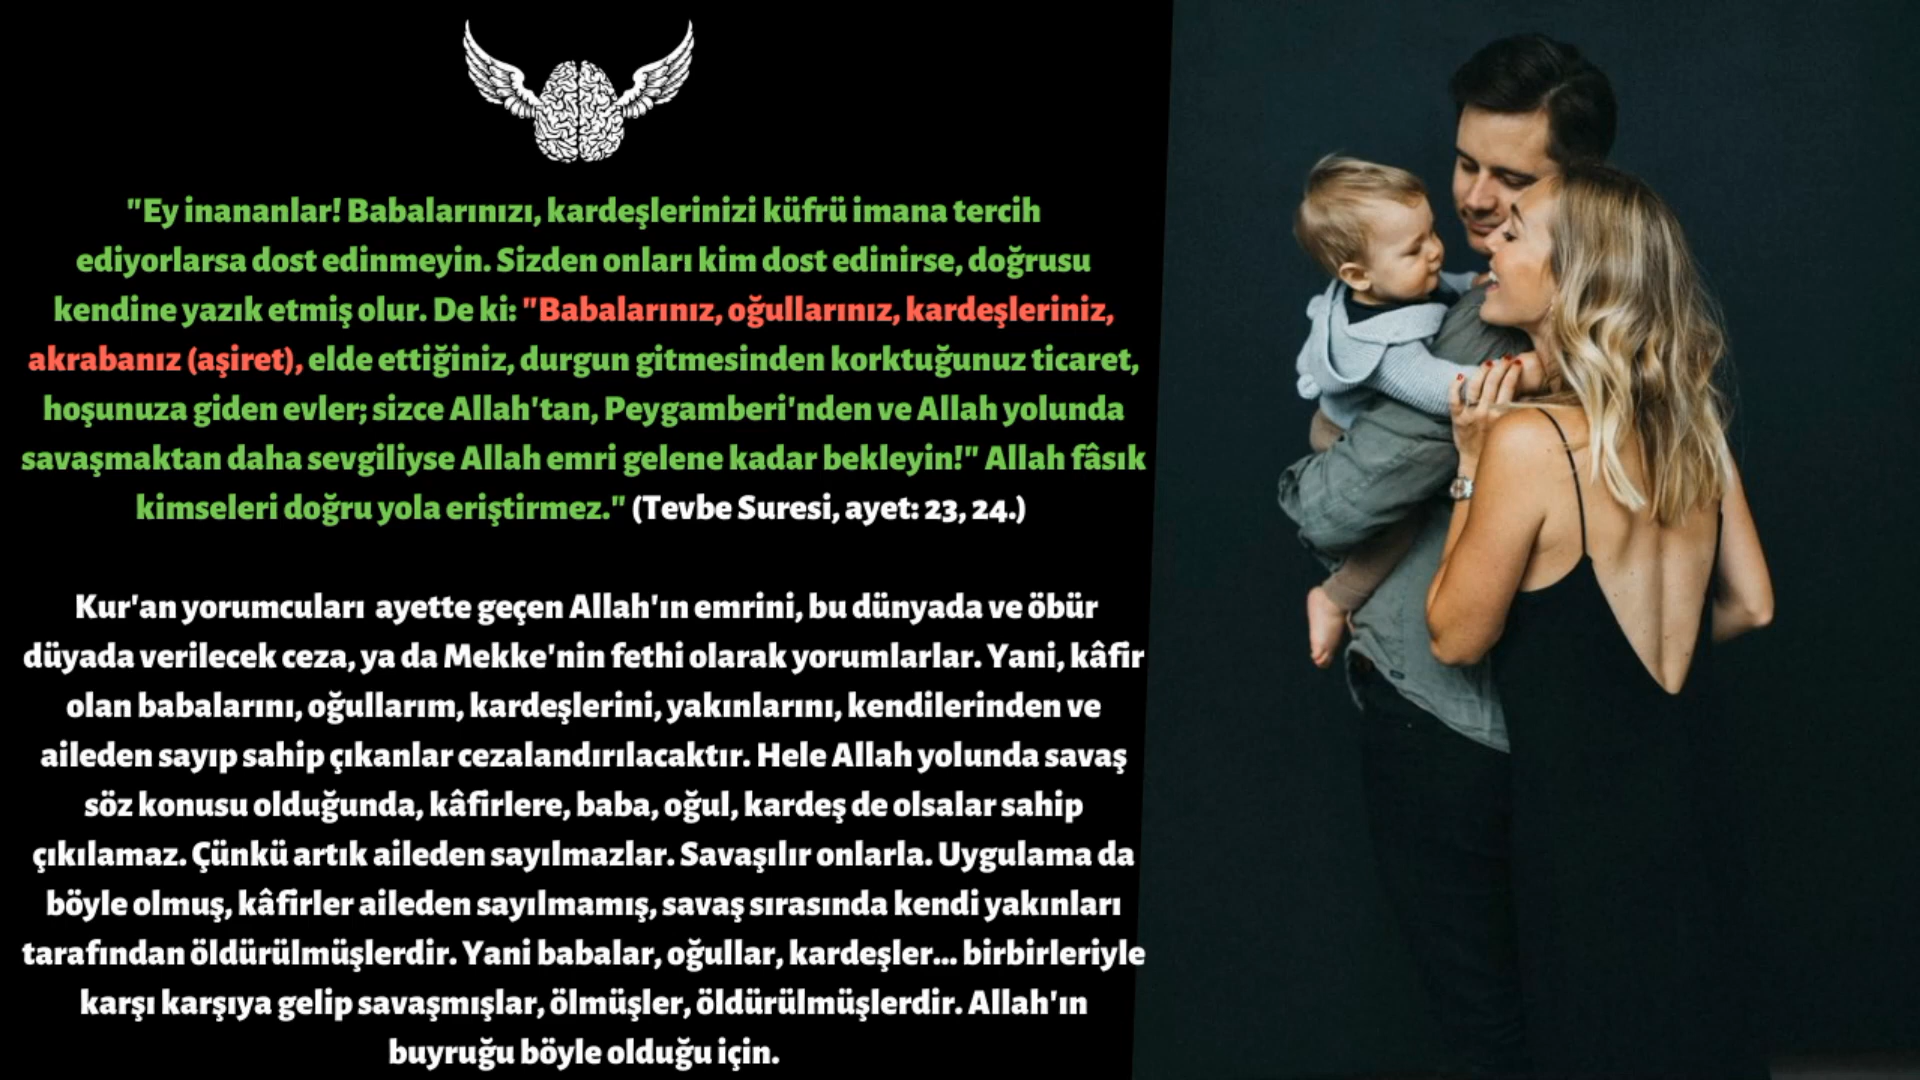 "Ey inananlar! Babalarınızı, kardeşlerinizi küfrü imana tercih
ediyorlarsa dost edinmeyin. Sizden onları kim dost edinirse, doğrusu
kendine yazık etmiş olur. De ki: "Babalarınız, oğullarınız, kardeşleriniz,
akrabanız (aşiret), elde ettiğiniz, durgun gitmesinden korktuğunuz ticaret,
hoşunuza giden evler; sizce Allah'tan, Peygamberi'nden ve Allah yolunda
savaşmaktan daha sevgiliyse Allah emri gelene kadar bekleyin!" Allah fâsık
kimseleri doğru yola eriştirmez." (Tevbe Suresi, ayet: 23, 24.)
Kur'an yorumcuları ayette geçen Allah'ın emrini, bu dünyada ve öbür
düyada verilecek ceza, ya da Mekke'nin fethi olarak yorumlarlar. Yani, kâfir
olan babalarını, oğullarım, kardeşlerini, yakınlarını, kendilerinden ve
aileden sayıp sahip çıkanlar cezalandırılacaktır. Hele Allah yolunda savaş
söz konusu olduğunda, kâfirlere, baba, oğul, kardeş de olsalar sahip
çıkılamaz. Çünkü artık aileden sayılmazlar. Savaşılır onlarla. Uygulama da
böyle olmuş, kâfirler aileden sayılmamış, savaş sırasında kendi yakınları
tarafından öldürülmüşlerdir. Yani babalar, oğullar, kardeşler... birbirleriyle
karşı karşıya gelip savaşmışlar, ölmüşler, öldürülmüşlerdir. Allah'ın
buyruğu böyle olduğu için.